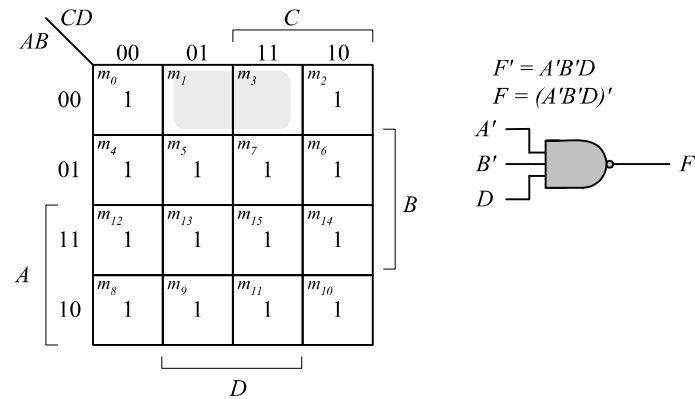 CD
C
AB
00 01 11 10
m0 m1 m3 m2
00 1 1
m4 m5 m7 m6
01 1 1 1 1
B
m12 m13 m15 m14
11 1 1 1 1
A
m8 m9 m11 m10
10 1 1 1 1
D
F' = A'B'D
F = (A'B'D)'
A'
B' F
D